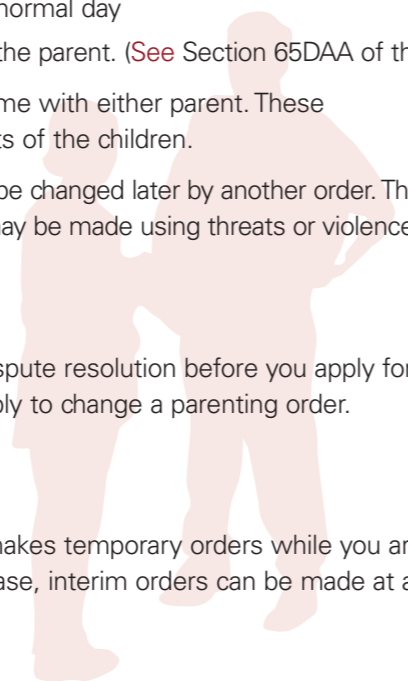 normal day
the parent. (See Section 65DAA of th
me with either parent. These
ts of the children.
be changed later by another order. Th
may be made using threats or violence
spute resolution before you apply for
ply to change a parenting order.
makes temporary orders while you ar
ase, interim orders can be made at a